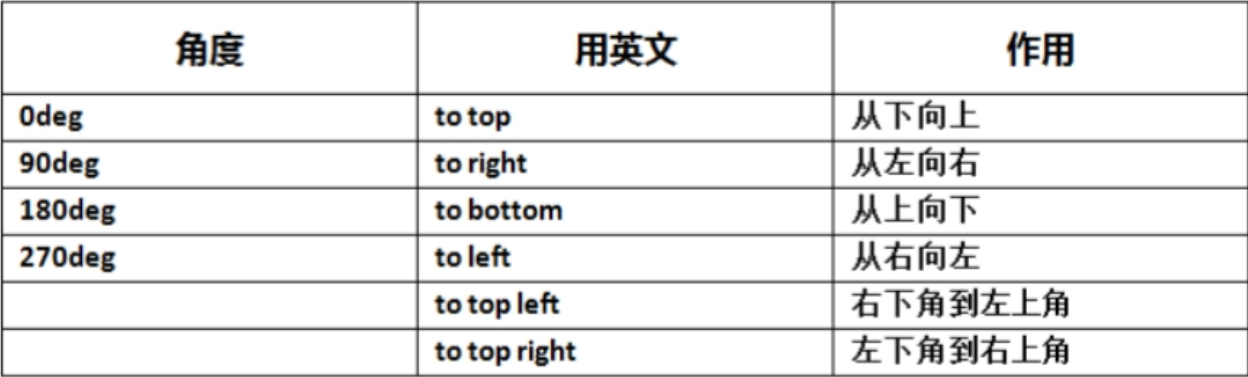 角度 用英文 作用
0deg to top 从下向上
90deg to right 从左向右
180deg to bottom 从上向下
270deg to left 从右向左
to top left 右下角到左上角
to top right 左下角到右上角